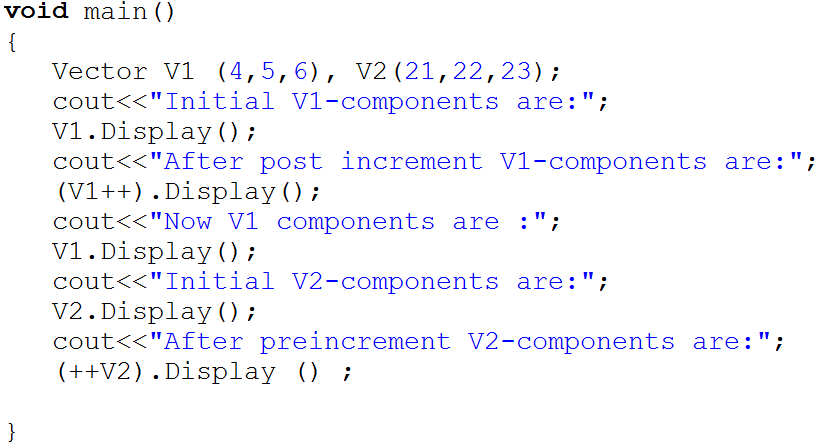 void main()
{
Vector V1 (4,5,6), V2(21,22,23);
cout<<"Initial V1-components are:";
V1.Display();
cout<<"After post increment V1-components are:";
(V1++).Display();
cout<<"Now V1 components are :";
V1.Display();
cout<<"Initial V2-components are:";
V2.Display();
cout<<"After preincrement V2-components are:";
(++V2).Display () ;
}